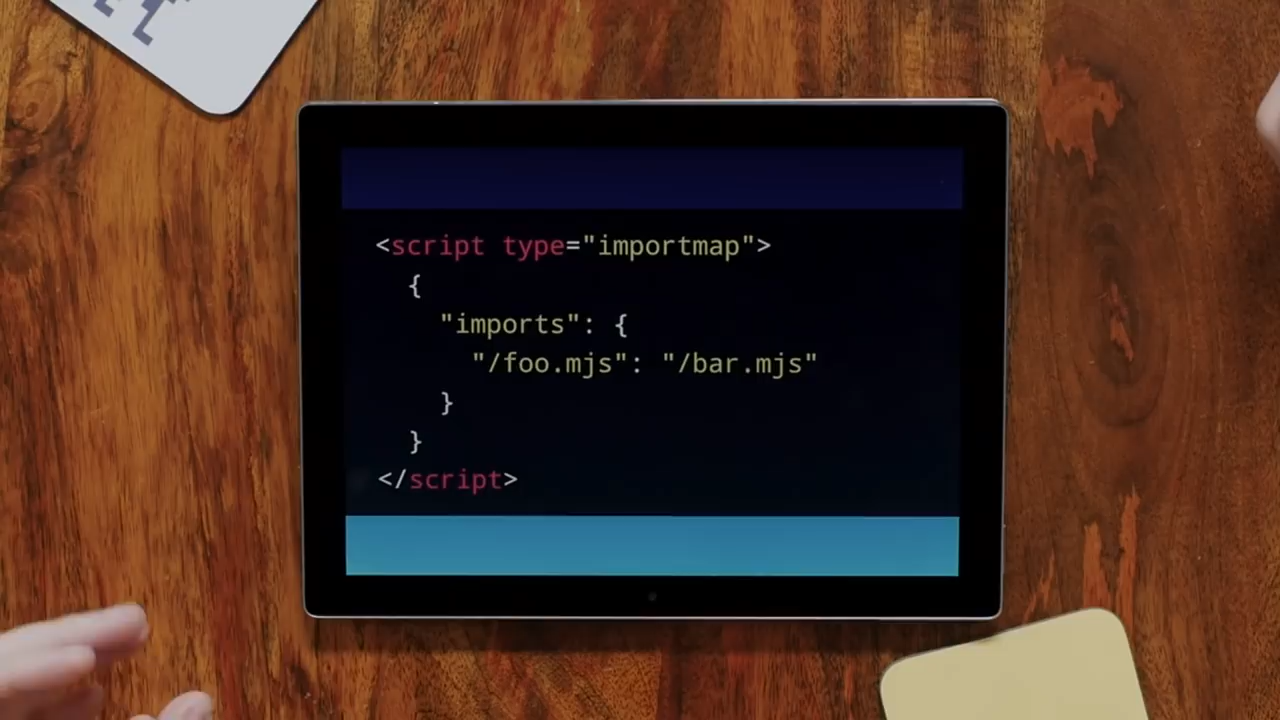 <script type="importmap">
{
"imports": {
"/foo.mjs": "/bar.mjs"
}
}
</script>